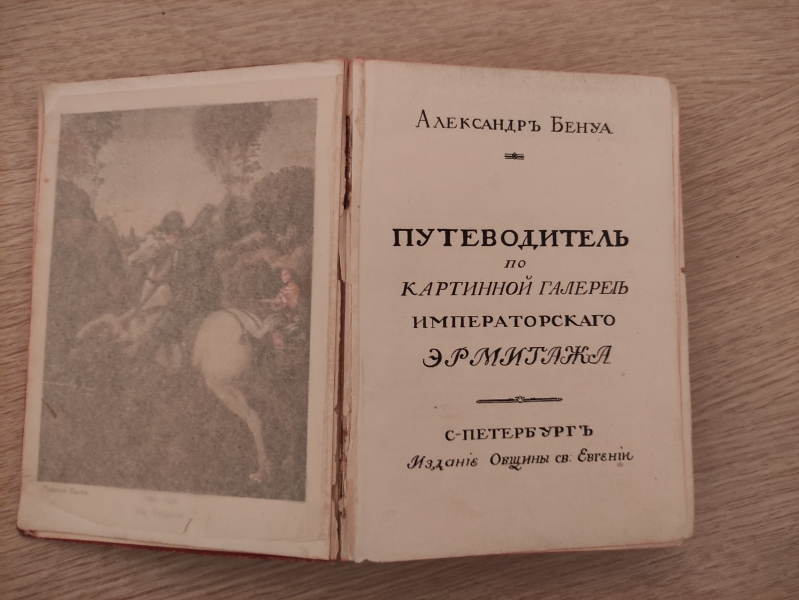 Александръ Бенуа
ПУТЕВОДИТЕЛЬ
по
КАРТИННОЙ ГАЛЕРЕѢ
ИМПЕРАТОРСКАГО
ЭРМИТАЖА
С-ПЕТЕРБУРГЪ
Изданіе Общины св. Евгеніи